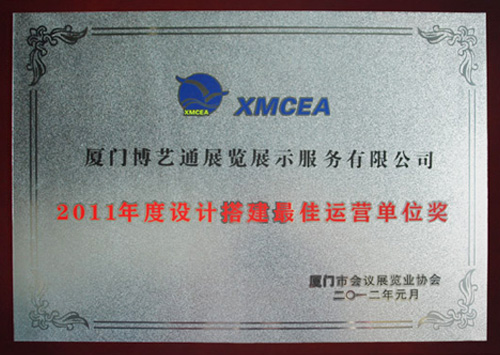 XMCEA
XMCEA
厦门博艺通展览展示服务有限公司
2011年度设计搭建最佳运营单位奖
厦门市会议展览业协会
二〇一二年元月